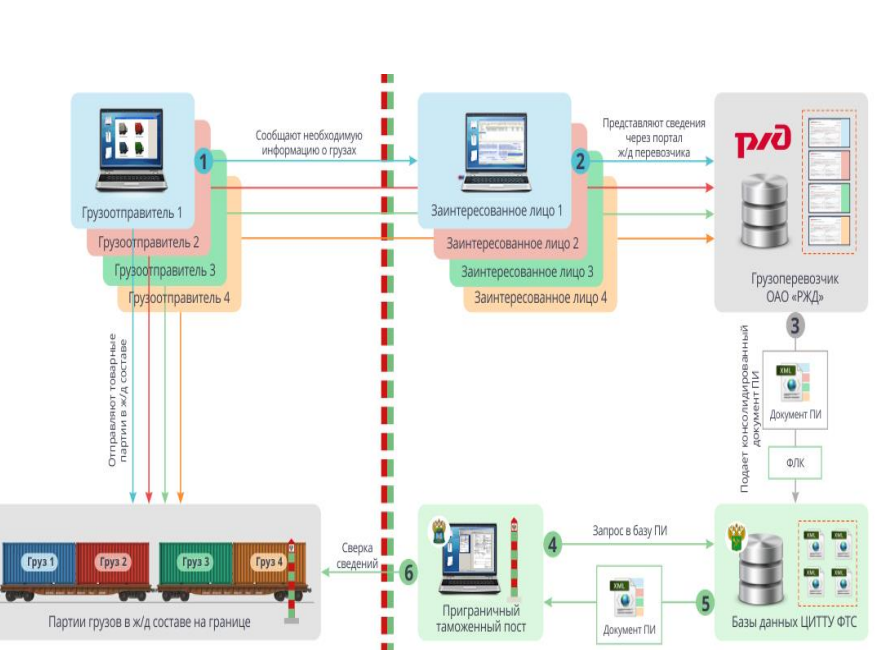 Сообщают необходимую
информацию о грузах
Представляют сведения
через портал
ж/д перевозчика
ржд
1
2
Грузоотправитель 1
Грузоотправитель 2
Грузоотправитель 3
Грузоотправитель 4
Заинтересованное лицо 1
Заинтересованное лицо 2
Заинтересованное лицо 3
Заинтересованное лицо 4
Грузоперевозчик
ОАО «РЖД»
3
Отправляют товарные
партии в ж/д составе
Подает консолидированный
документ ПИ
XML
Документ ПИ
ФЛК
Груз 1
Груз 2
Груз 3
Груз 4
Партии грузов в ж/д составе на границе
Сверка
сведений
6
Приграничный
таможенный пост
4
Запрос в базу ПИ
XML
Документ ПИ
5
XML
XML
XML
XML
Базы данных ЦИТТУ ФТС